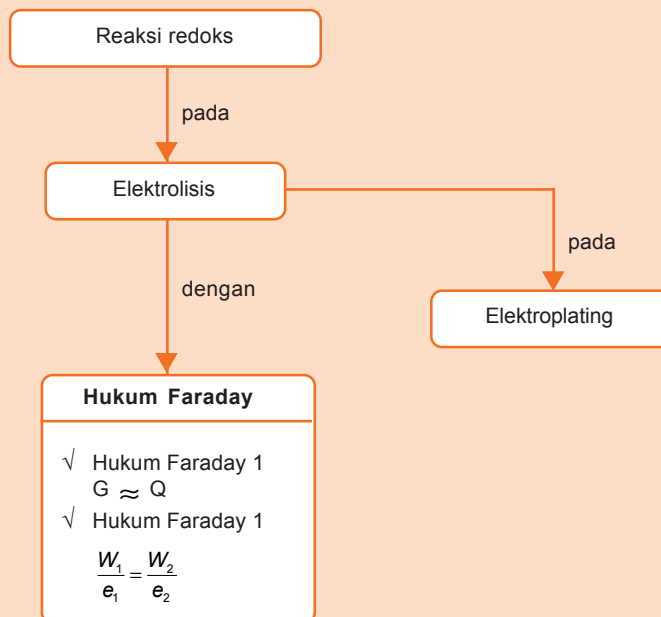 Reaksi redoks
pada
Elektrolisis
pada
dengan
Elektroplating
Hukum Faraday
√ Hukum Faraday 1
G ≈ Q
√ Hukum Faraday 1
W₁/e₁ = W₂/e₂